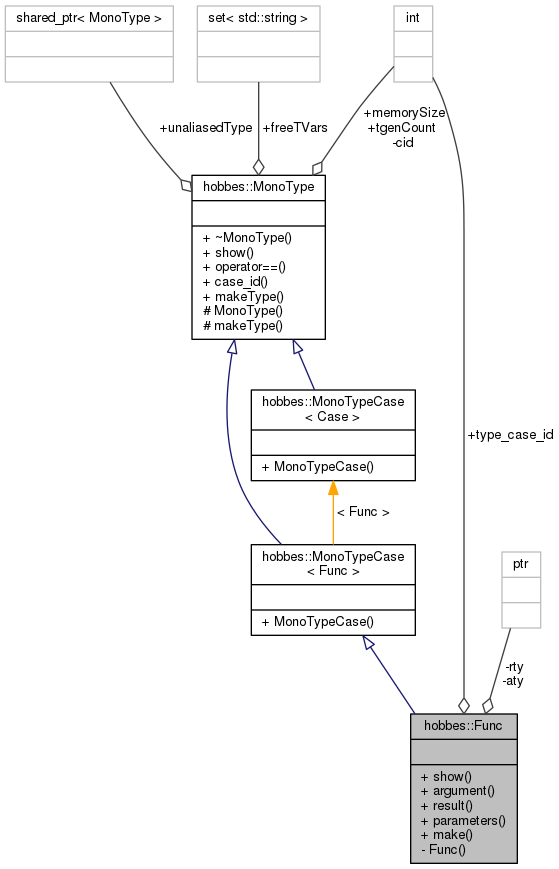 shared_ptr< MonoType >
set< std::string >
int
+unaliasedType
+freeTVars
+memorySize
+tgenCount
-cid
hobbes::MonoType
+ ~MonoType()
+ show()
+ operator==()
+ case_id()
+ makeType()
# MonoType()
# makeType()
hobbes::MonoTypeCase
< Case >
+ MonoTypeCase()
+type_case_id
< Func >
hobbes::MonoTypeCase
< Func >
+ MonoTypeCase()
ptr
-rty
-aty
hobbes::Func
+ show()
+ argument()
+ result()
+ parameters()
+ make()
- Func()